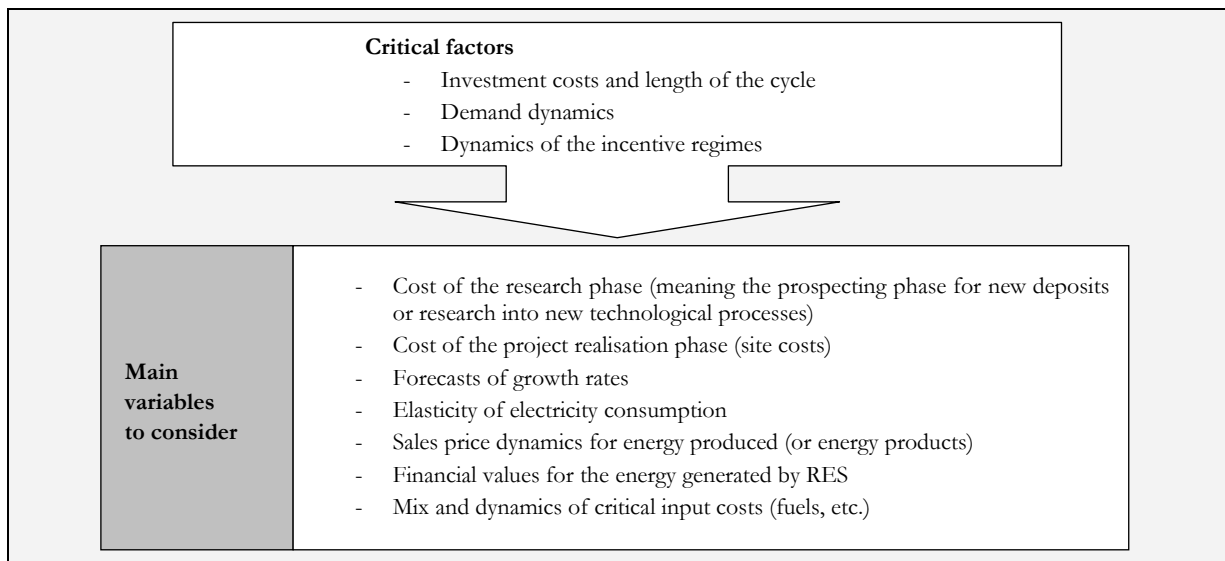 Critical factors
- Investment costs and length of the cycle
- Demand dynamics
- Dynamics of the incentive regimes
Main
variables
to consider
- Cost of the research phase (meaning the prospecting phase for new deposits
or research into new technological processes)
- Cost of the project realisation phase (site costs)
- Forecasts of growth rates
- Elasticity of electricity consumption
- Sales price dynamics for energy produced (or energy products)
- Financial values for the energy generated by RES
- Mix and dynamics of critical input costs (fuels, etc.)